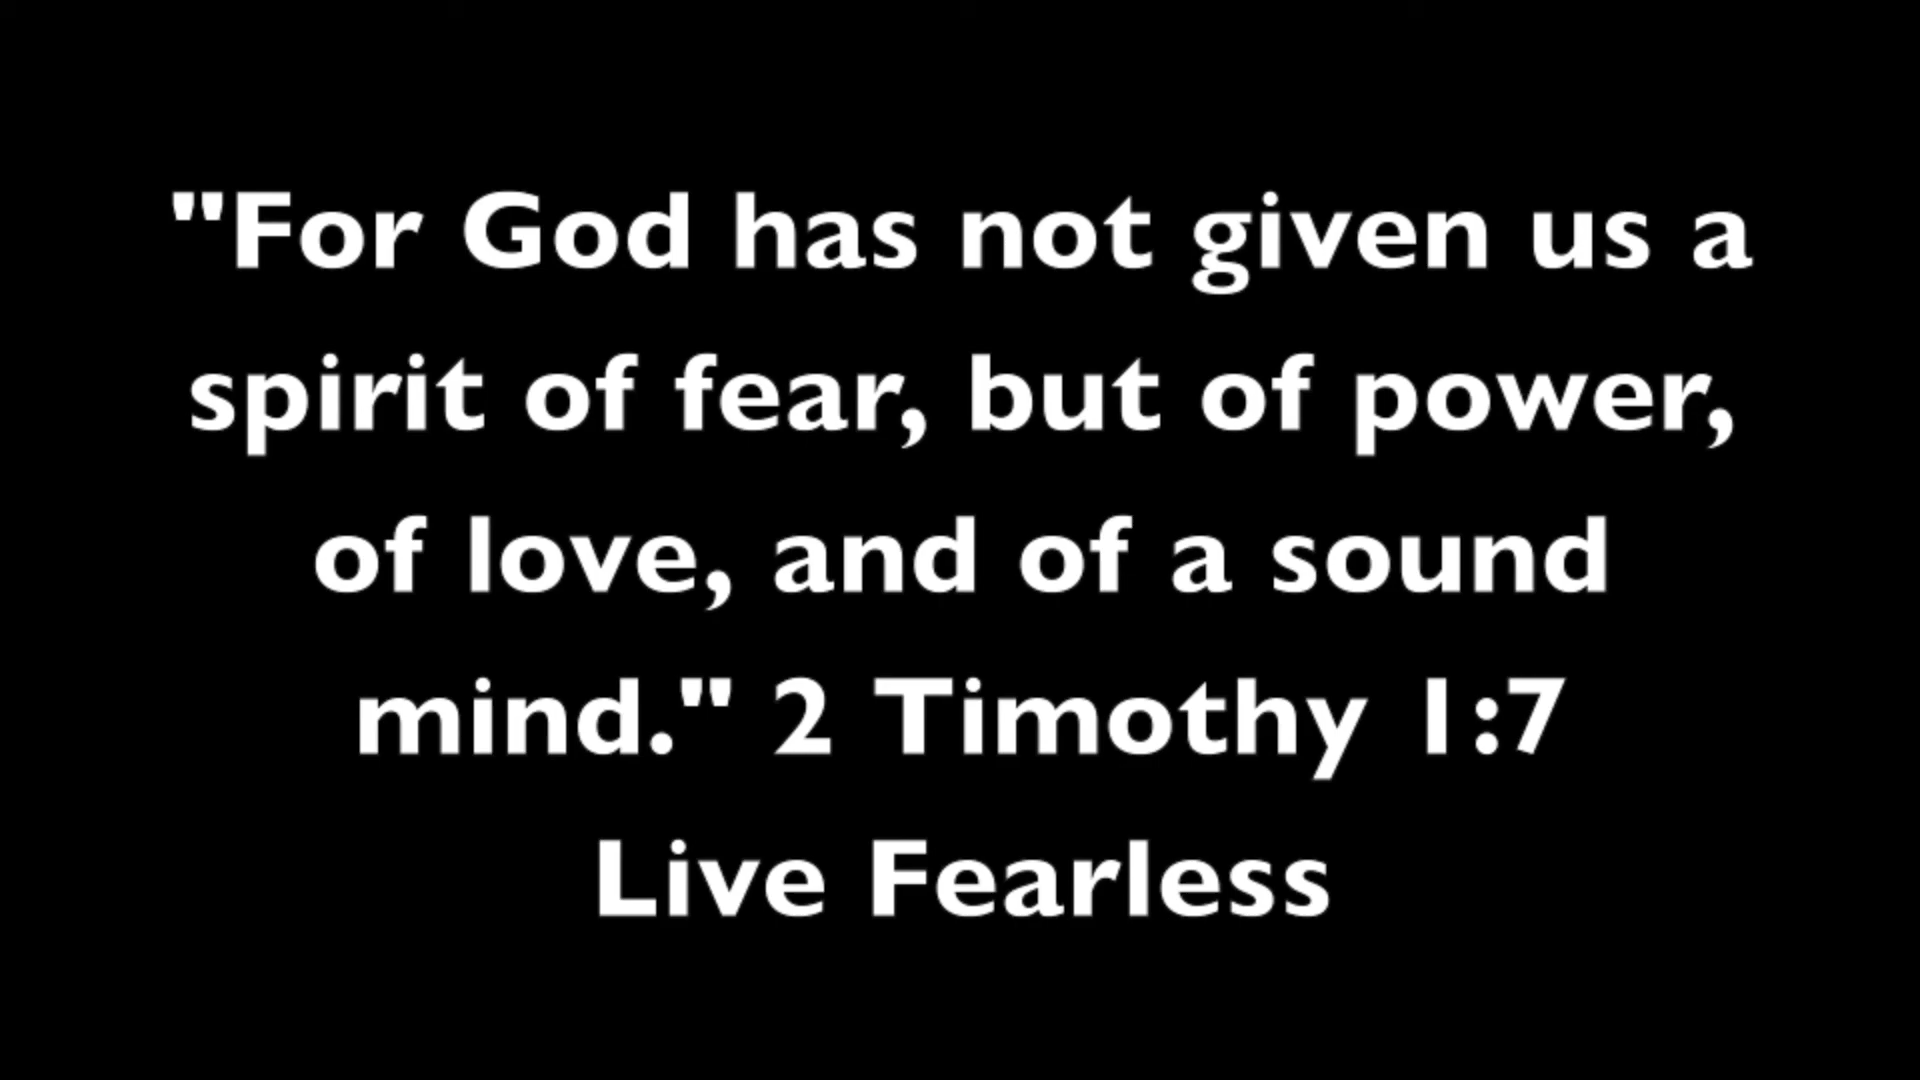 "For God has not given us a
spirit of fear, but of power,
of love, and of a sound
mind." 2 Timothy 1:7
Live Fearless